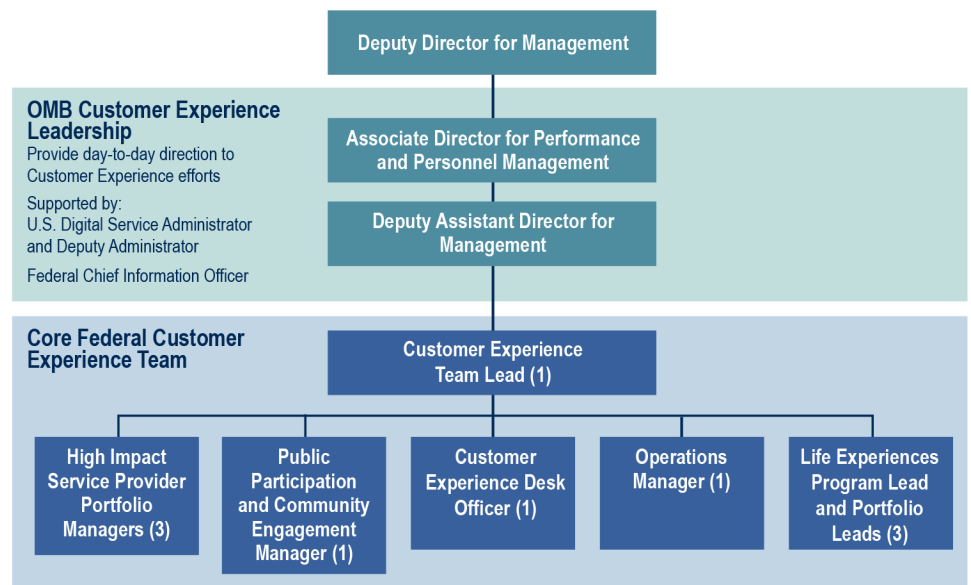 Deputy Director for Management
OMB Customer Experience
Leadership
Provide day-to-day direction to
Customer Experience efforts
Supported by:
U.S. Digital Service Administrator
and Deputy Administrator
Federal Chief Information Officer
Associate Director for Performance
and Personnel Management
Deputy Assistant Director for
Management
Core Federal Customer
Experience Team
Customer Experience
Team Lead (1)
High Impact
Service Provider
Portfolio
Managers (3)
Public
Participation
and Community
Engagement
Manager (1)
Customer
Experience Desk
Officer (1)
Operations
Manager (1)
Life Experiences
Program Lead
and Portfolio
Leads (3)